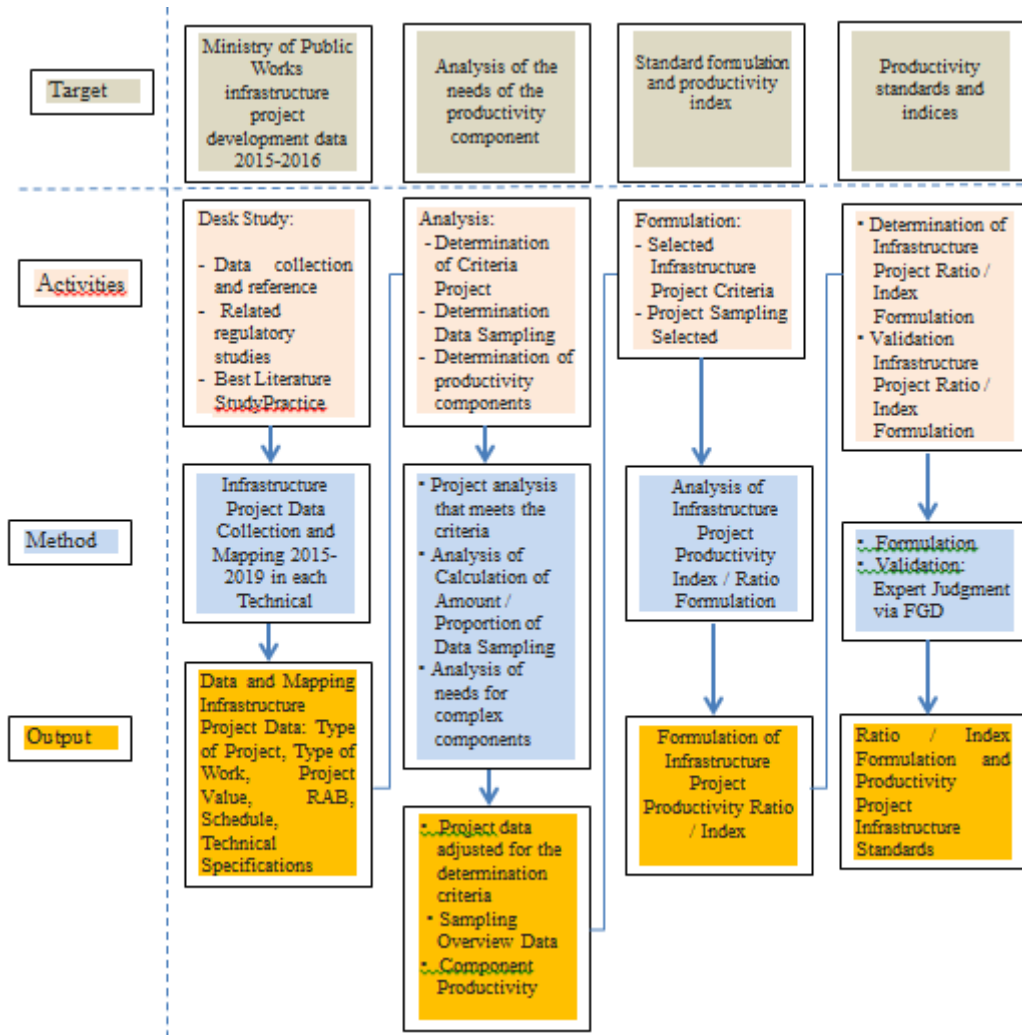 Target
Ministry of Public
Works
infrastructure
project
development data
2015-2016
Analysis of the
needs of the
productivity
component
Standard formulation
and productivity
index
Productivity
standards and
indices
Activities
Desk Study:
- Data collection
and reference
- Related
regulatory
studies
- Best Literature
StudyPractice
Analysis:
- Determination
of Criteria
Project
- Determination
Data Sampling
- Determination of
productivity
components
Formulation:
- Selected
Infrastructure
Project Criteria
- Project Sampling
Selected
▪ Determination of
Infrastructure
Project Ratio /
Index
Formulation
▪ Validation
Infrastructure
Project Ratio /
Index
Formulation
Method
Infrastructure
Project Data
Collection and
Mapping 2015-
2019 in each
Technical
▪ Project analysis
that meets the
criteria
▪ Analysis of
Calculation of
Amount /
Proportion of
Data Sampling
▪ Analysis of
needs for
complex
components
Analysis of
Infrastructure
Project
Productivity
Index / Ratio
Formulation
▪ Formulation
▪ Validation:
Expert Judgment
via FGD
Output
Data and Mapping
Infrastructure
Project Data: Type
of Project, Type of
Work, Project
Value, RAB,
Schedule,
Technical
Specifications
▪ Project data
adjusted for the
determination
criteria
▪ Sampling
Overview Data
▪ Component
Productivity
Formulation of
Infrastructure
Project
Productivity Ratio
/ Index
Ratio / Index
Formulation and
Productivity
Project
Infrastructure
Standards